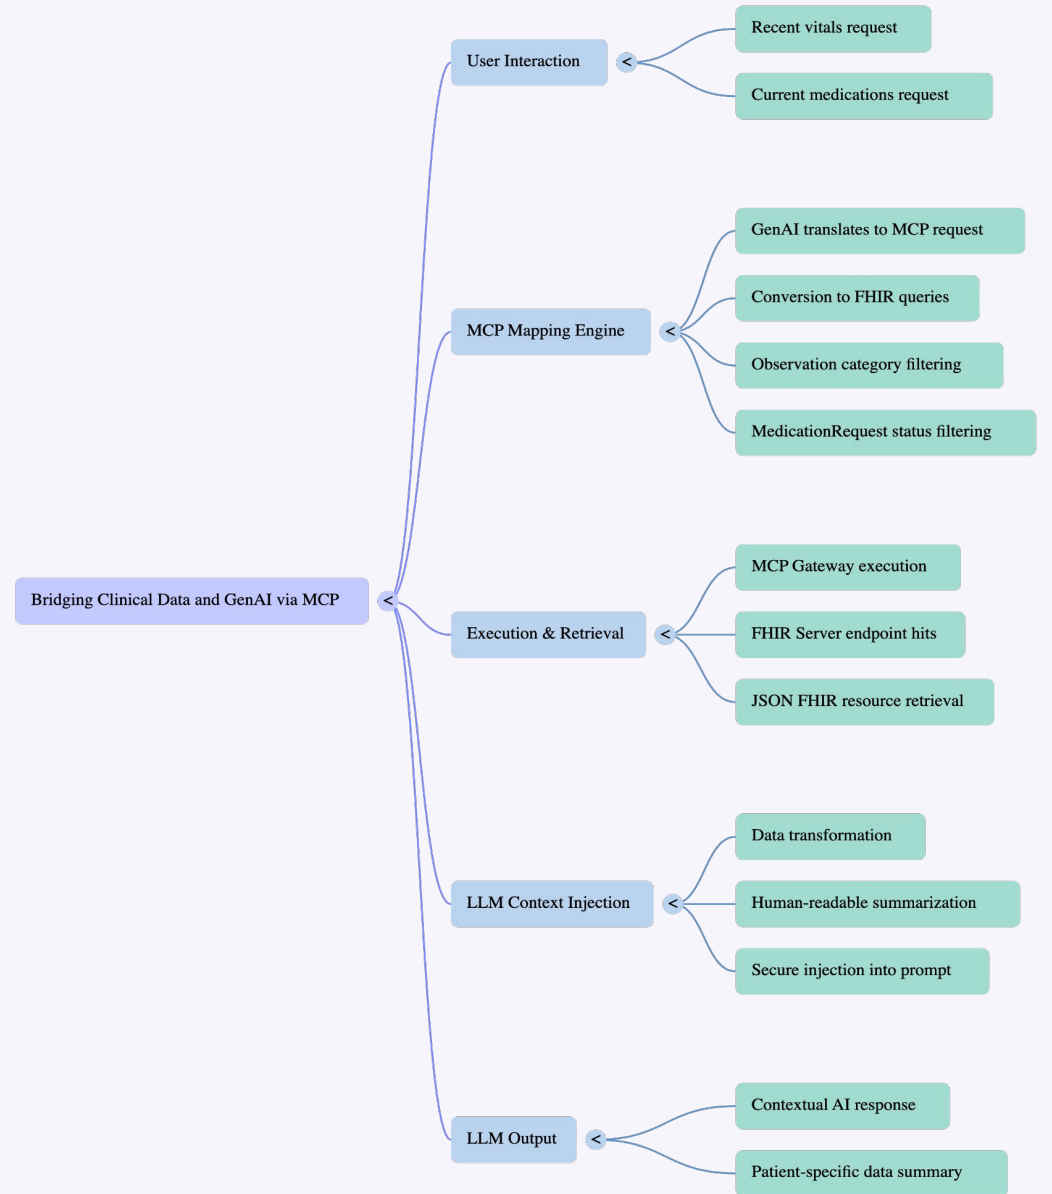 Bridging Clinical Data and GenAI via MCP
<
User Interaction
<
Recent vitals request
Current medications request
MCP Mapping Engine
<
GenAI translates to MCP request
Conversion to FHIR queries
Observation category filtering
MedicationRequest status filtering
Execution & Retrieval
<
MCP Gateway execution
FHIR Server endpoint hits
JSON FHIR resource retrieval
LLM Context Injection
<
Data transformation
Human-readable summarization
Secure injection into prompt
LLM Output
<
Contextual AI response
Patient-specific data summary